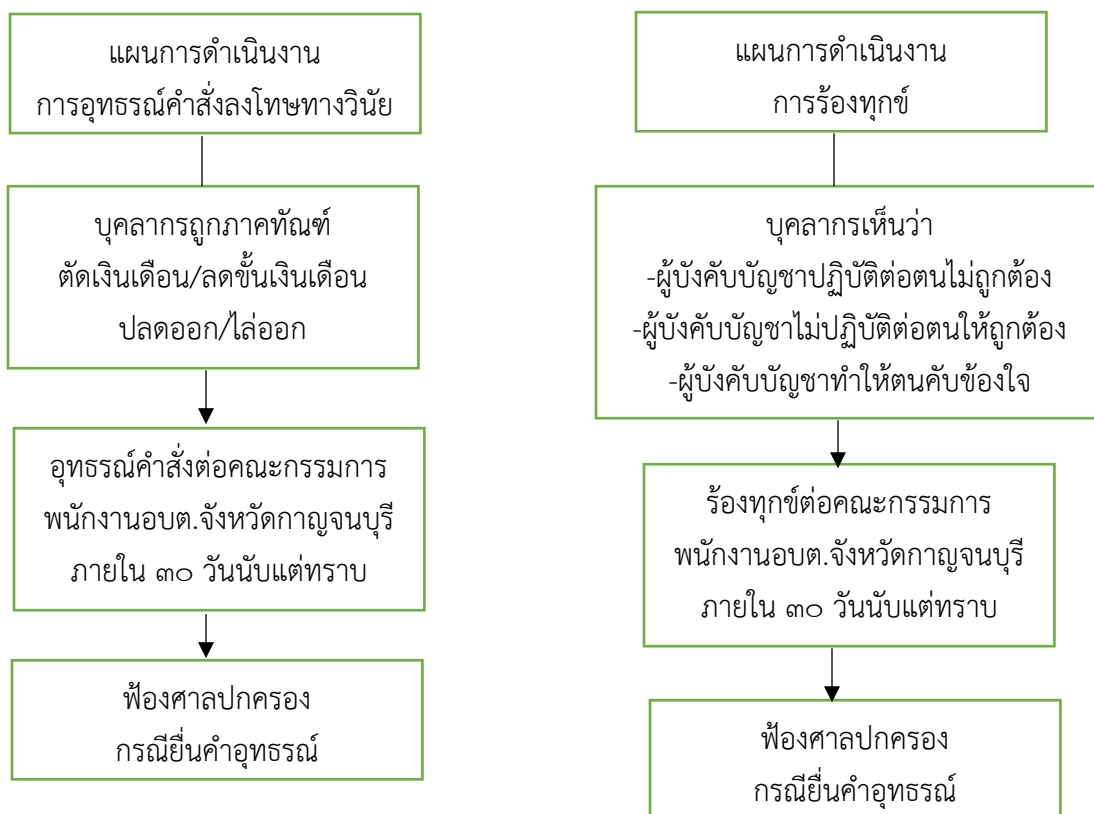 แผนการดำเนินงาน
การอุทธรณ์คำสั่งลงโทษทางวินัย
บุคลากรถูกภาคทัณฑ์
ตัดเงินเดือน/ลดขั้นเงินเดือน
ปลดออก/ไล่ออก
อุทธรณ์คำสั่งต่อคณะกรรมการ
พนักงานอบต.จังหวัดกาญจนบุรี
ภายใน ๓๐ วันนับแต่ทราบ
ฟ้องศาลปกครอง
กรณียื่นคำอุทธรณ์
แผนการดำเนินงาน
การร้องทุกข์
บุคลากรเห็นว่า
-ผู้บังคับบัญชาปฏิบัติต่อตนไม่ถูกต้อง
-ผู้บังคับบัญชาไม่ปฏิบัติต่อตนให้ถูกต้อง
-ผู้บังคับบัญชาทำให้ตนคับข้องใจ
ร้องทุกข์ต่อคณะกรรมการ
พนักงานอบต.จังหวัดกาญจนบุรี
ภายใน ๓๐ วันนับแต่ทราบ
ฟ้องศาลปกครอง
กรณียื่นคำอุทธรณ์